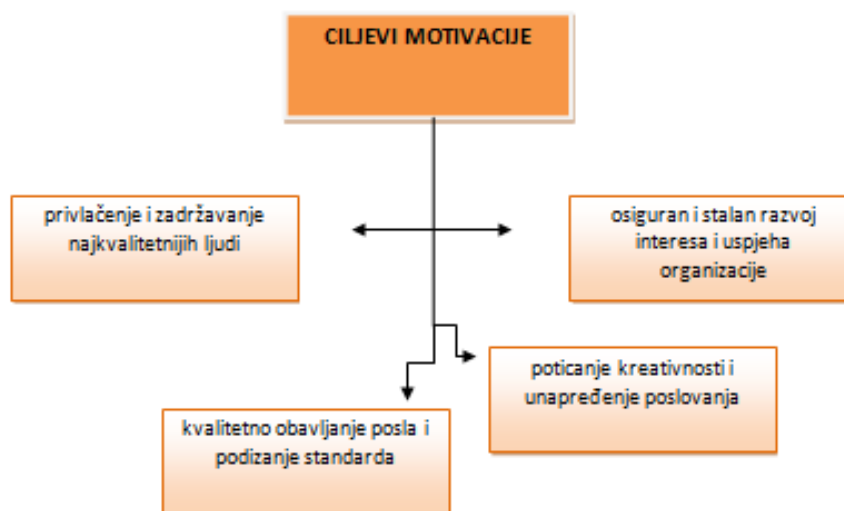 CILJEVI MOTIVACIJE
privlačenje i zadržavanje
najkvalitetnijih ljudi
osiguran i stalan razvoj
interesa i uspjeha
organizacije
poticanje kreativnosti i
unapređenje poslovanja
kvalitetno obavljanje posla i
podizanje standarda